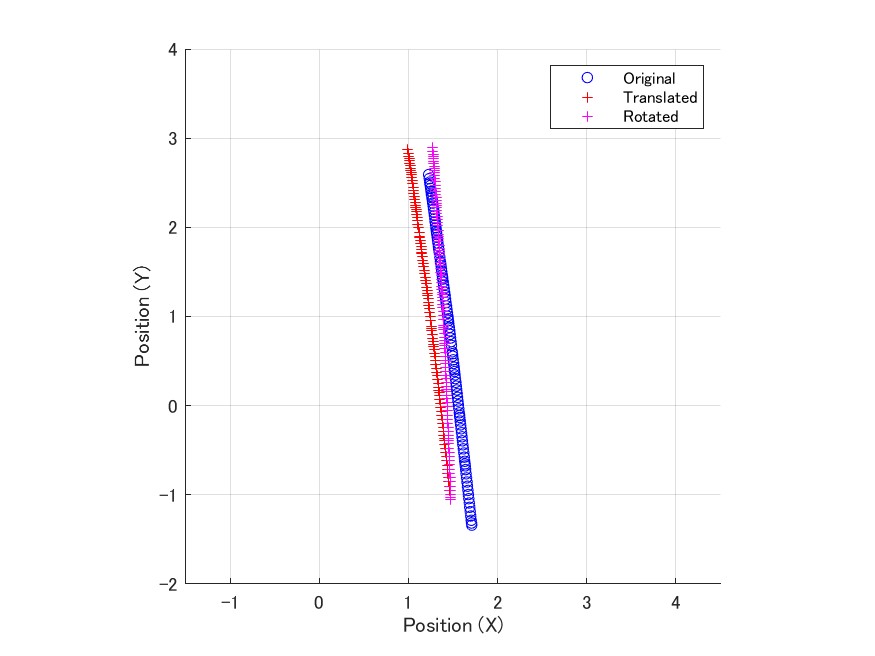 4
3
2
1
0
−1
−2
−1
0
1
2
3
4
Position (X)
Position (Y)
Original
Translated
Rotated